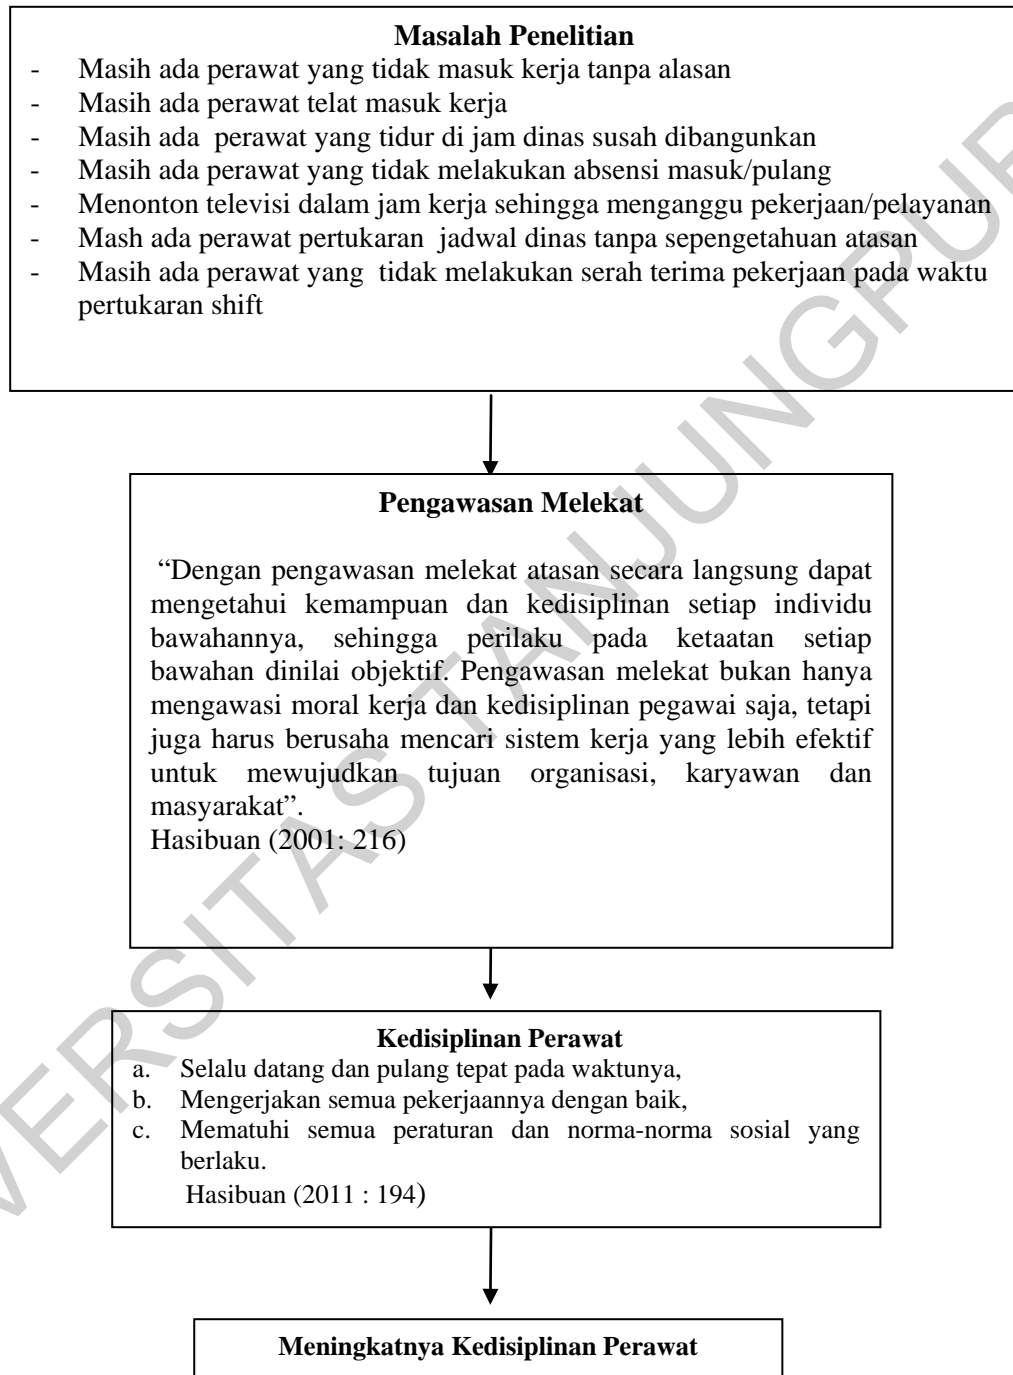 Masalah Penelitian
- Masih ada perawat yang tidak masuk kerja tanpa alasan
- Masih ada perawat telat masuk kerja
- Masih ada perawat yang tidur di jam dinas susah dibangunkan
- Masih ada perawat yang tidak melakukan absensi masuk/pulang
- Menonton televisi dalam jam kerja sehingga menganggu pekerjaan/pelayanan
- Mash ada perawat pertukaran jadwal dinas tanpa sepengetahuan atasan
- Masih ada perawat yang tidak melakukan serah terima pekerjaan pada waktu
pertukaran shift
Pengawasan Melekat
“Dengan pengawasan melekat atasan secara langsung dapat
mengetahui kemampuan dan kedisiplinan setiap individu
bawahannya, sehingga perilaku pada ketaatan setiap
bawahan dinilai objektif. Pengawasan melekat bukan hanya
mengawasi moral kerja dan kedisiplinan pegawai saja, tetapi
juga harus berusaha mencari sistem kerja yang lebih efektif
untuk mewujudkan tujuan organisasi, karyawan dan
masyarakat”.
Hasibuan (2001: 216)
Kedisiplinan Perawat
a. Selalu datang dan pulang tepat pada waktunya,
b. Mengerjakan semua pekerjaannya dengan baik,
c. Mematuhi semua peraturan dan norma-norma sosial yang
berlaku.
Hasibuan (2011 : 194)
Meningkatnya Kedisiplinan Perawat
VERSITAS TANJUNGPUR